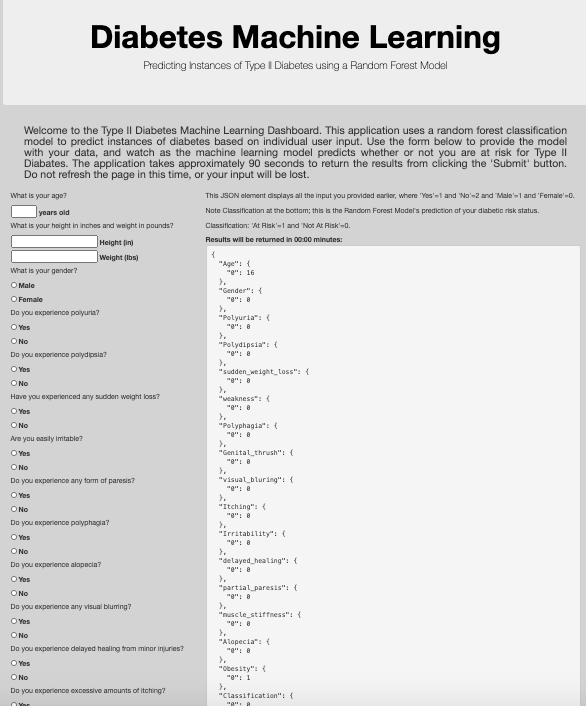 Diabetes Machine Learning
Predicting Instances of Type II Diabetes using a Random Forest Model
Welcome to the Type II Diabetes Machine Learning Dashboard. This application uses a random forest classification
model to predict instances of diabetes based on individual user input. Use the form below to provide the model
with your data, and watch as the machine learning model predicts whether or not you are at risk for Type II
Diabates. The application takes approximately 90 seconds to return the results from clicking the 'Submit' button.
Do not refresh the page in this time, or your input will be lost.
What is your age?
years old
What is your height in inches and weight in pounds?
Height (in)
Weight (lbs)
What is your gender?
Male
Female
Do you experience polyuria?
Yes
No
Do you experience polydipsia?
Yes
No
Have you experienced any sudden weight loss?
Yes
No
Are you easily irritable?
Yes
No
Do you experience any form of paresis?
Yes
No
Do you experience polyphagia?
Yes
No
Do you experience alopecia?
Yes
No
Do you experience any visual blurring?
Yes
No
Do you experience delayed healing from minor injuries?
Yes
No
Do you experience excessive amounts of itching?
Yes
This JSON element displays all the input you provided earlier, where 'Yes'=1 and 'No'=2 and 'Male'=1 and 'Female'=0.
Note Classification at the bottom; this is the Random Forest Model's prediction of your diabetic risk status.
Classification: 'At Risk'=1 and 'Not At Risk'=0.
Results will be returned in 00:00 minutes:
{
"Age": {
"0": 16
},
"Gender": {
"0": 0
},
"Polyuria": {
"0": 0
},
"Polydipsia": {
"0": 0
},
"sudden_weight_loss": {
"0": 0
},
"weakness": {
"0": 0
},
"Polyphagia": {
"0": 0
},
"Genital_thrush": {
"0": 0
},
"visual_bluring": {
"0": 0
},
"Itching": {
"0": 0
},
"Irritability": {
"0": 0
},
"delayed_healing": {
"0": 0
},
"partial_paresis": {
"0": 0
},
"muscle_stiffness": {
"0": 0
},
"Alopecia": {
"0": 0
},
"Obesity": {
"0": 1
},
"Classification": {
"0": 0